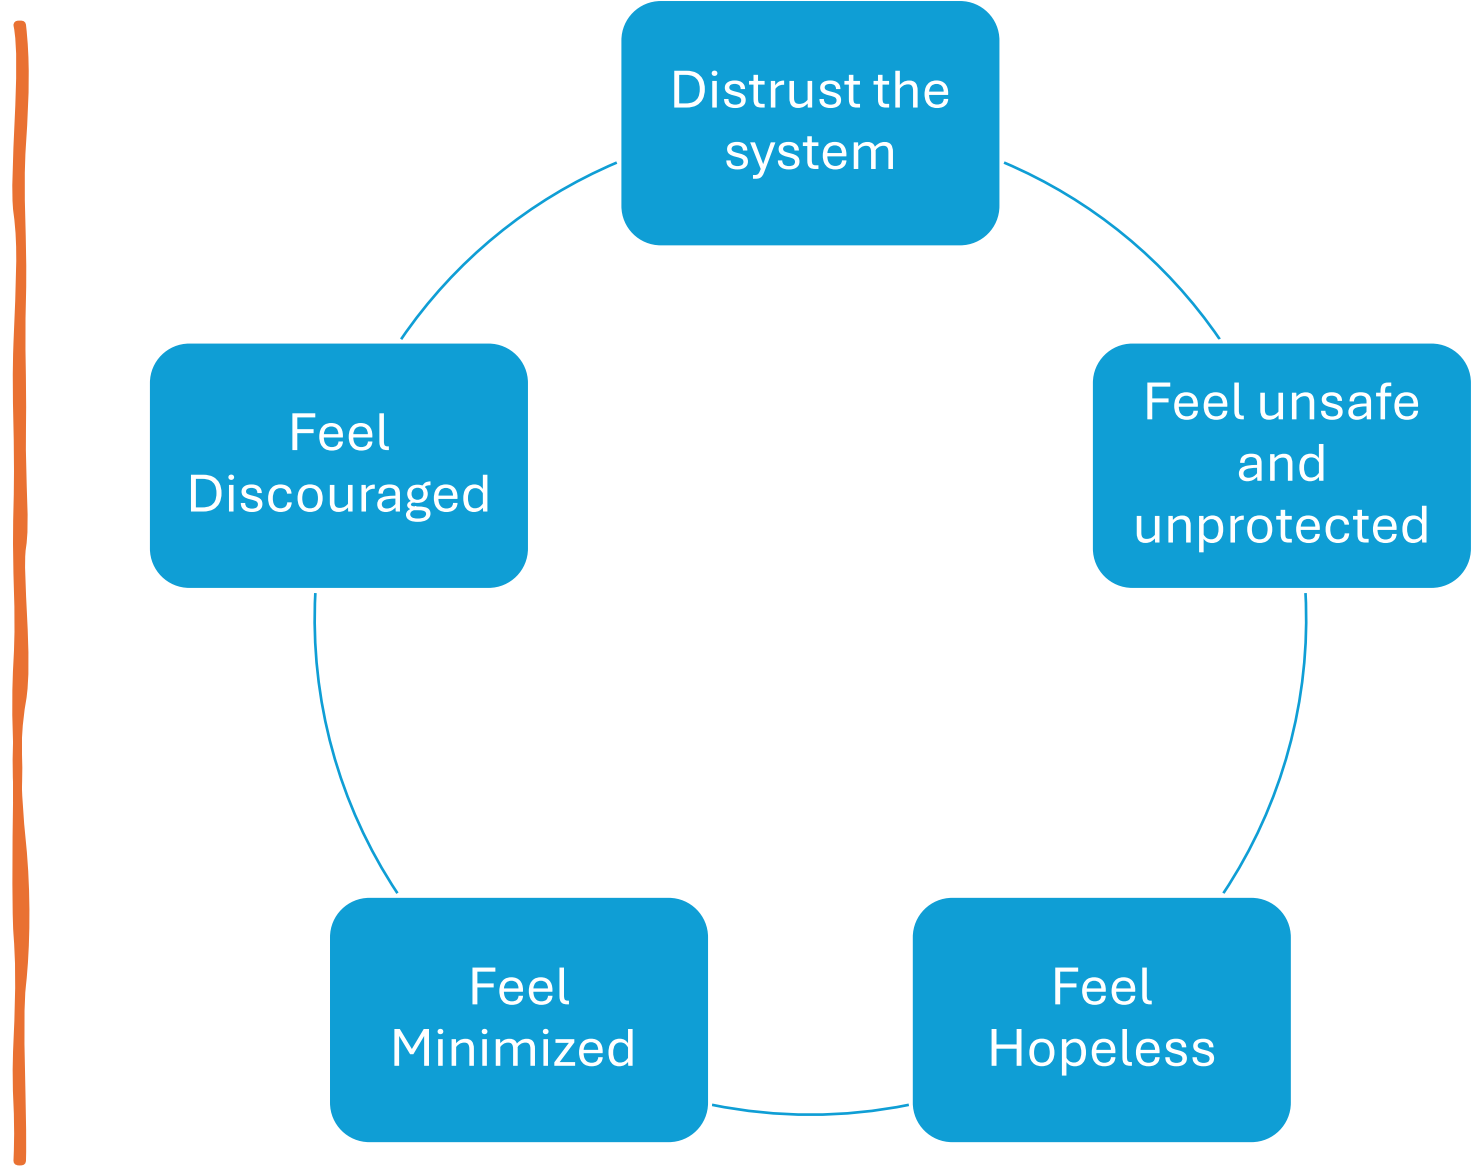 Distrust the
system
Feel unsafe
and
unprotected
Feel
Hopeless
Feel
Minimized
Feel
Discouraged